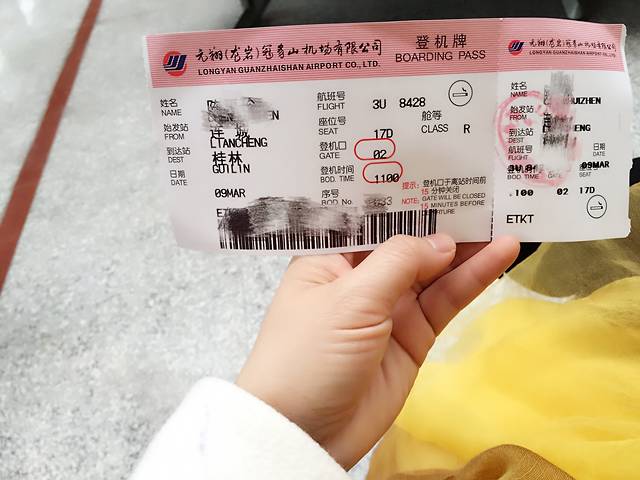 元翔(龙岩)冠豸山机场有限公司
LONGYAN GUANZHAISHAN AIRPORT CO., LTD.
登机牌
BOARDING PASS
姓名
NAME
始发站
FROM
连城
LIANCHENG
到达站
DEST
桂林
GUILIN
日期
DATE
09MAR
航班号
FLIGHT
3U 8428
座位号
SEAT
17D
舱等
CLASS R
登机口
GATE
02
登机时间
BOD. TIME
1100
序号
BOD No.
提示: 登机口于离站时间前
15 分钟关闭
NOTE: GATE WILL BE CLOSED
15 MINUTES BEFORE
元翔(龙岩)冠豸山机场有限公司
LONGYAN GUANZHAISHAN AIRPORT CO., LTD.
姓名
NAME
HUIZHEN
始发站
FROM
到达站
DEST
航班号
FLIGHT
日期
DATE
09MAR
登机时间
BOD. TIME
登机口
GATE
座位号
SEAT
02 17D
ETKT